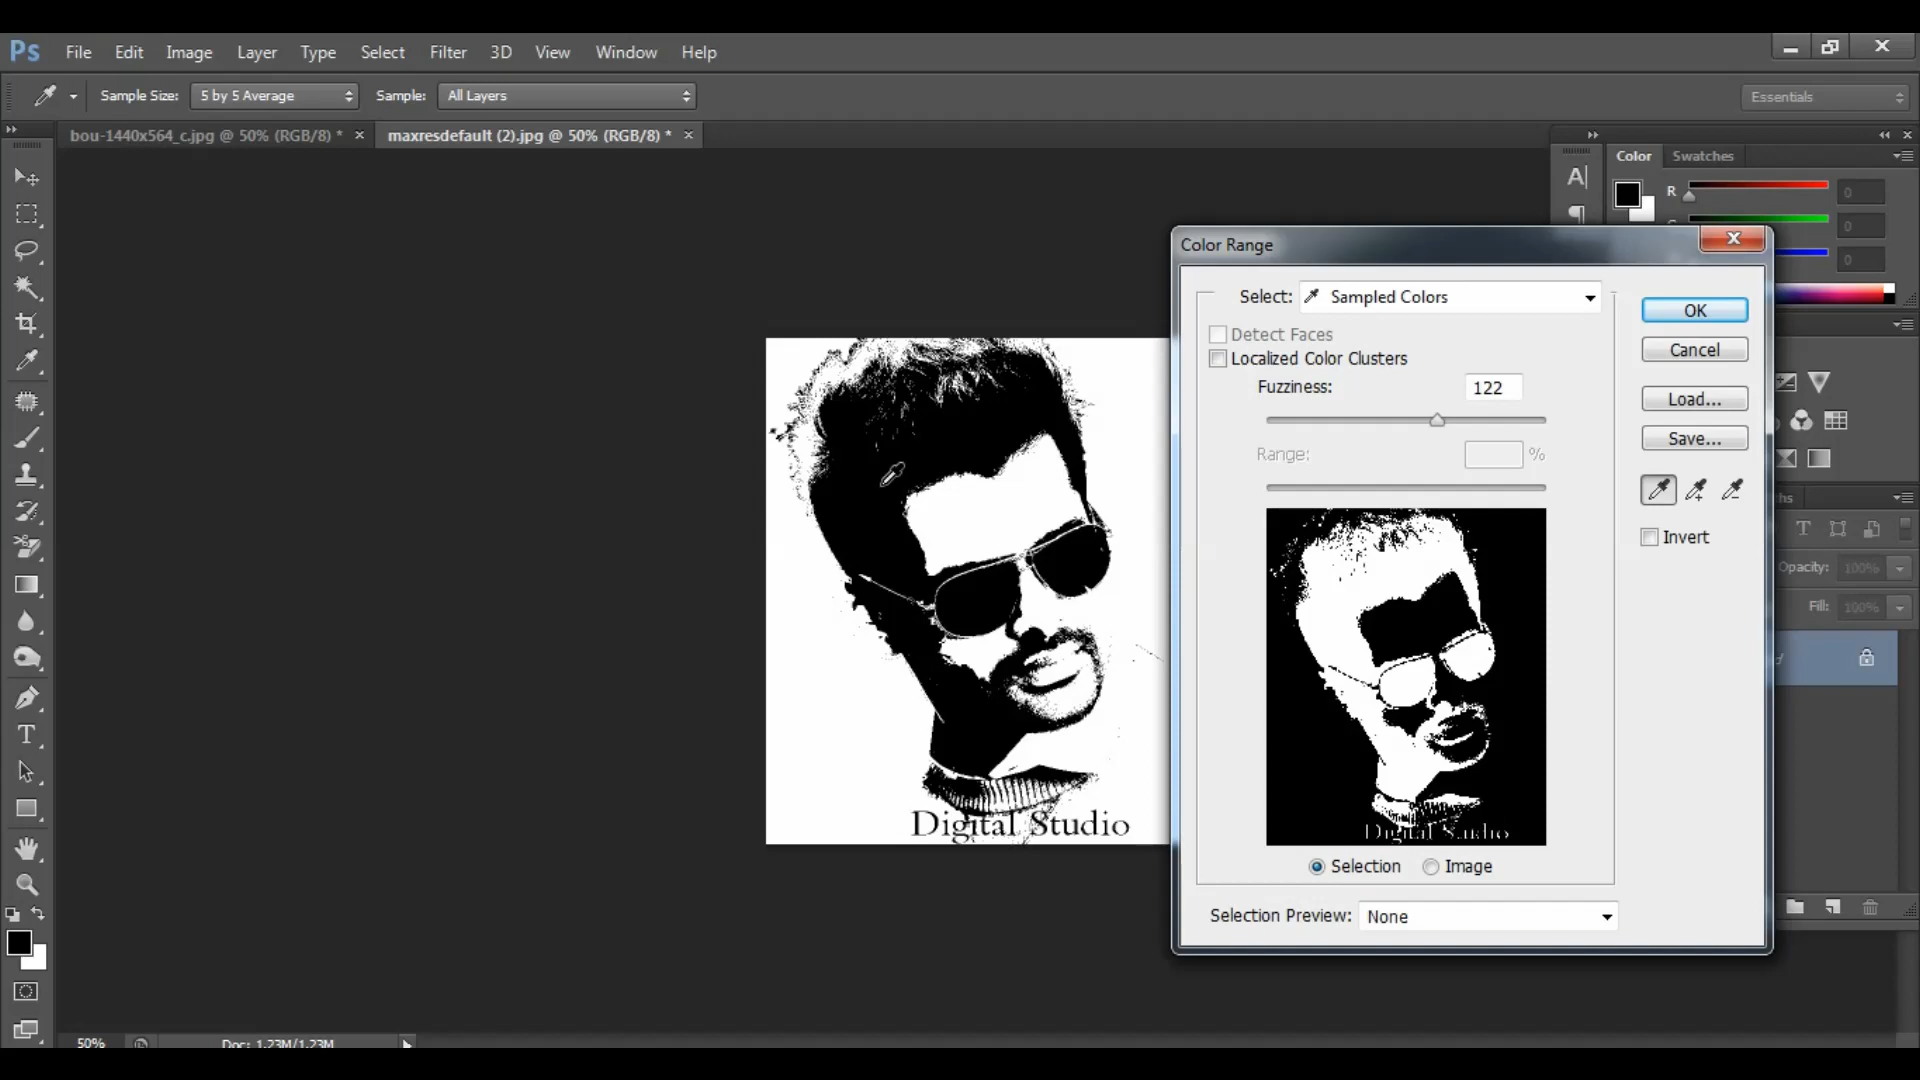 Ps File Edit Image Layer Type Select Filter 3D View Window Help
Sample Size: 5 by 5 Average Sample: All Layers Essentials
bou-1440x564_c.jpg @ 50% (RGB/8) * × maxresdefault (2).jpg @ 50% (RGB/8) * ×
Color Swatches
R 0
0
0
Color Range
Select: Sampled Colors
OK
Detect Faces
Cancel
Localized Color Clusters
Fuzziness: 122
Load...
Save...
Range: %
Invert
Opacity: 100%
Fill: 100%
Digital Studio
Selection Image
Selection Preview: None
50% Doc: 1.23M/1.23M